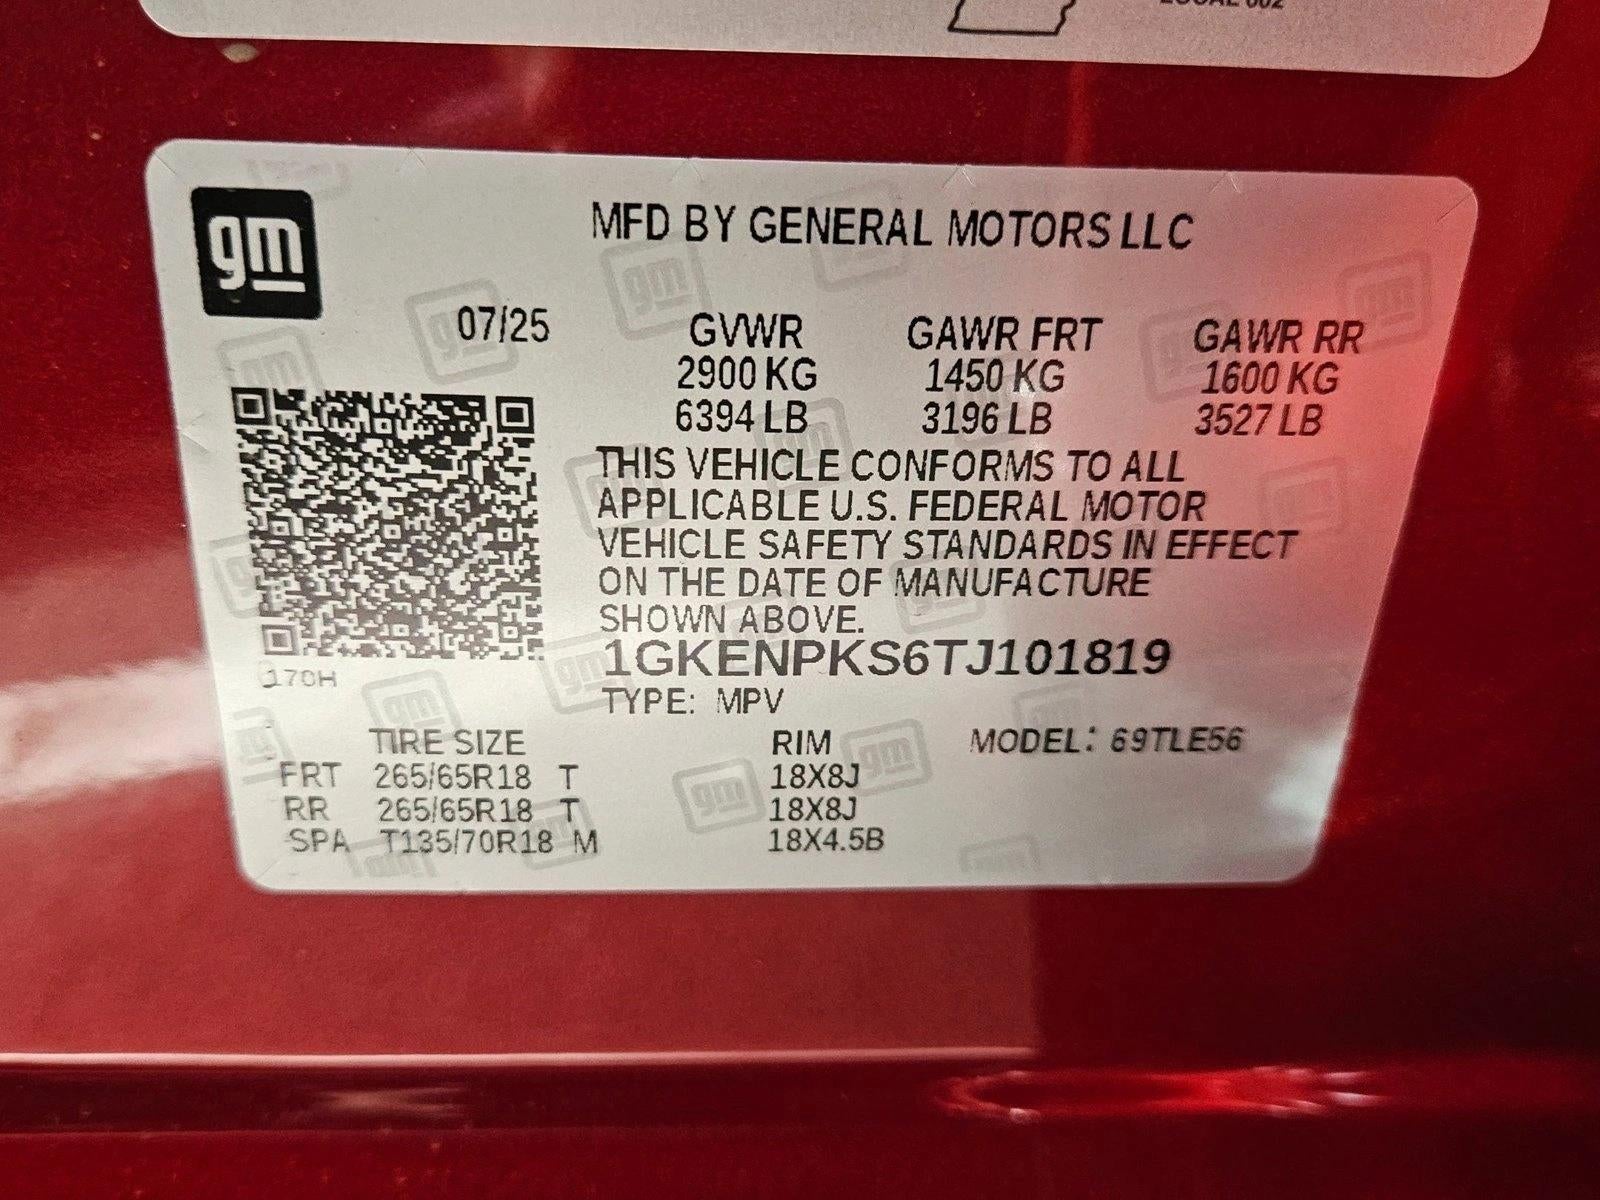 LOCAL 602
gm
MFD BY GENERAL MOTORS LLC
07/25
GVWR GAWR FRT GAWR RR
2900 KG 1450 KG 1600 KG
6394 LB 3196 LB 3527 LB
THIS VEHICLE CONFORMS TO ALL
APPLICABLE U.S. FEDERAL MOTOR
VEHICLE SAFETY STANDARDS IN EFFECT
ON THE DATE OF MANUFACTURE
SHOWN ABOVE.
1GKENPKS6TJ101819
170H
TYPE: MPV
TIRE SIZE RIM MODEL: 69TLE56
FRT 265/65R18 T 18X8J
RR 265/65R18 T 18X8J
SPA T135/70R18 M 18X4.5B